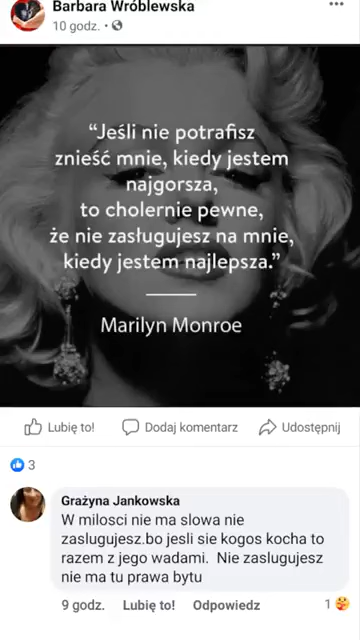 Barbara Wróblewska
10 godz. ·
“Jeśli nie potrafisz
znieść mnie, kiedy jestem
najgorsza,
to cholernie pewne,
że nie zasługujesz na mnie,
kiedy jestem najlepsza.”
Marilyn Monroe
Lubię to! Dodaj komentarz Udostępnij
3
Grażyna Jankowska
W milosci nie ma slowa nie
zaslugujesz.bo jesli sie kogos kocha to
razem z jego wadami. Nie zaslugujesz
nie ma tu prawa bytu
9 godz. Lubię to! Odpowiedz 1